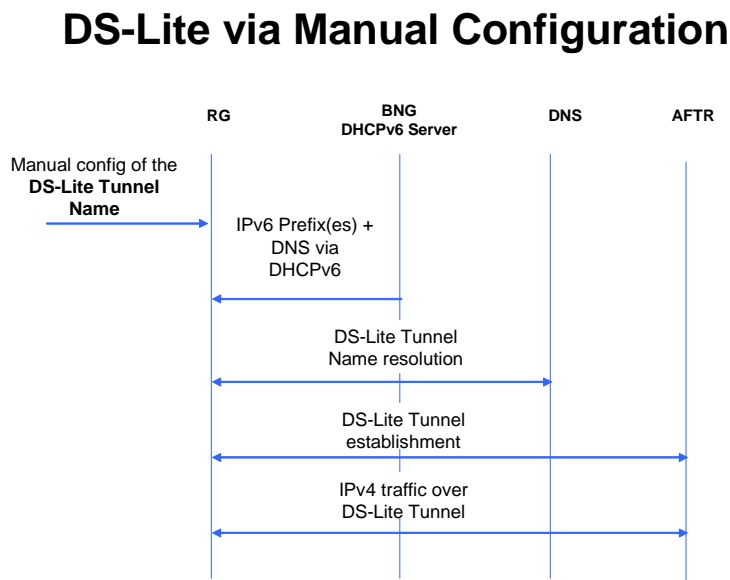 DS-Lite via Manual Configuration
RG
BNG
DHCPv6 Server
DNS
AFTR
Manual config of the
DS-Lite Tunnel
Name
IPv6 Prefix(es) +
DNS via
DHCPv6
DS-Lite Tunnel
Name resolution
DS-Lite Tunnel
establishment
IPv4 traffic over
DS-Lite Tunnel